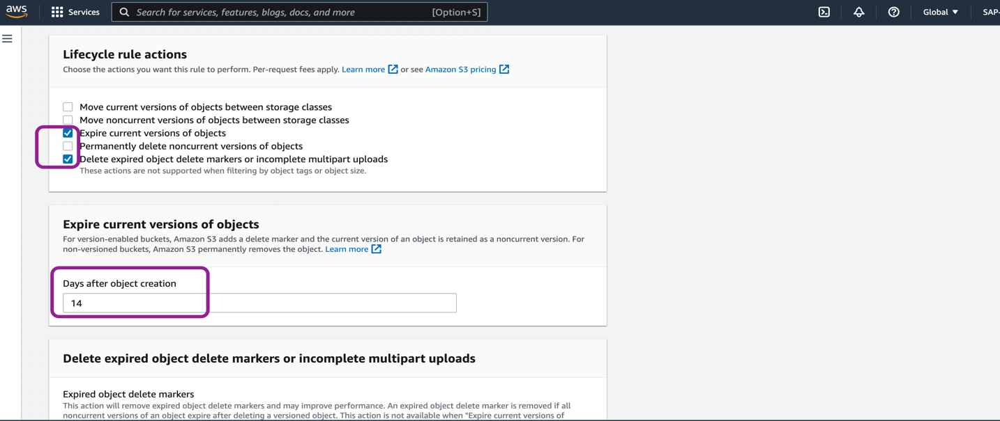 aws
Services
Search for services, features, blogs, docs, and more
[Option+S]
Global
SAP-
Lifecycle rule actions
Choose the actions you want this rule to perform. Per-request fees apply. Learn more or see Amazon S3 pricing
Move current versions of objects between storage classes
Move noncurrent versions of objects between storage classes
Expire current versions of objects
Permanently delete noncurrent versions of objects
Delete expired object delete markers or incomplete multipart uploads
These actions are not supported when filtering by object tags or object size.
Expire current versions of objects
For version-enabled buckets, Amazon S3 adds a delete marker and the current version of an object is retained as a noncurrent version. For
non-versioned buckets, Amazon S3 permanently removes the object. Learn more
Days after object creation
14
Delete expired object delete markers or incomplete multipart uploads
Expired object delete markers
This action will remove expired object delete markers and may improve performance. An expired object delete marker is removed if all
noncurrent versions of an object expire after deleting a versioned object. This action is not available when "Expire current versions of